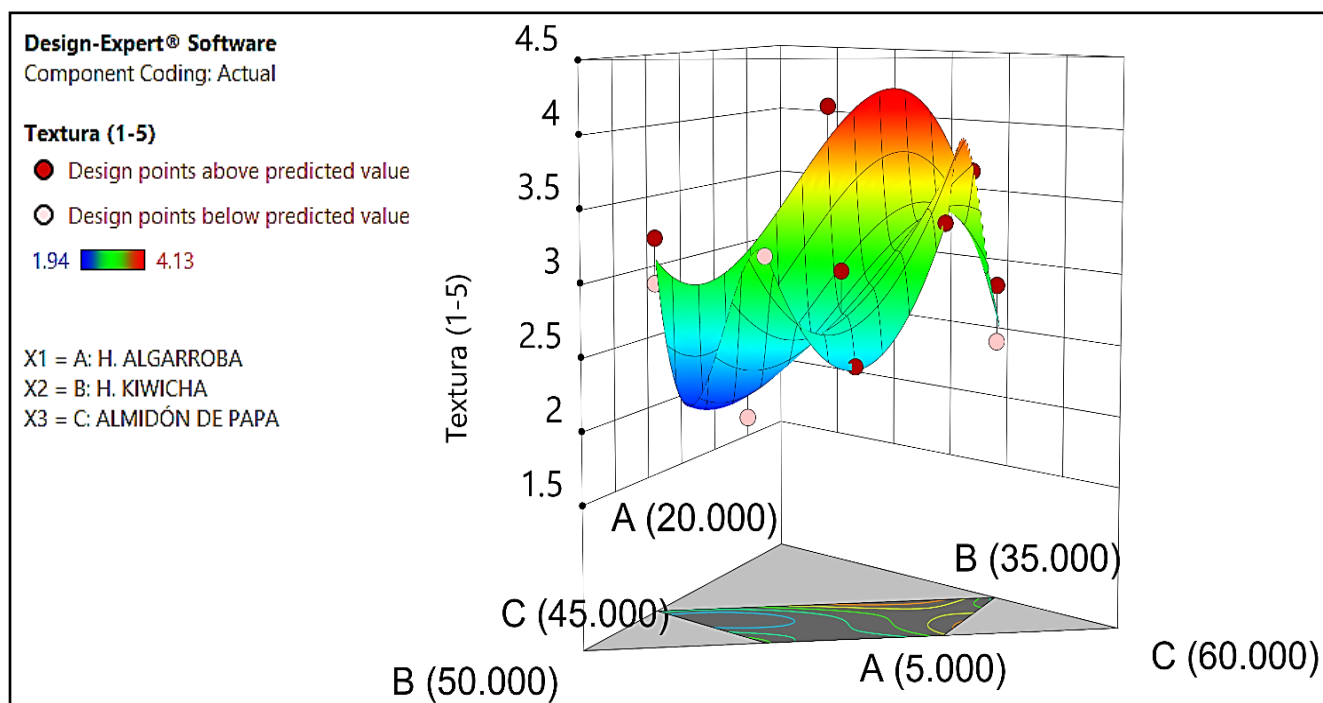 Design-Expert® Software
Component Coding: Actual
Textura (1-5)
Design points above predicted value
Design points below predicted value
1.94 4.13
X1 = A: H. ALGARROBA
X2 = B: H. KIWICHA
X3 = C: ALMIDÓN DE PAPA
4.5
4
3.5
3
2.5
2
1.5
Textura (1-5)
A (20.000)
B (35.000)
C (45.000)
B (50.000)
A (5.000)
C (60.000)